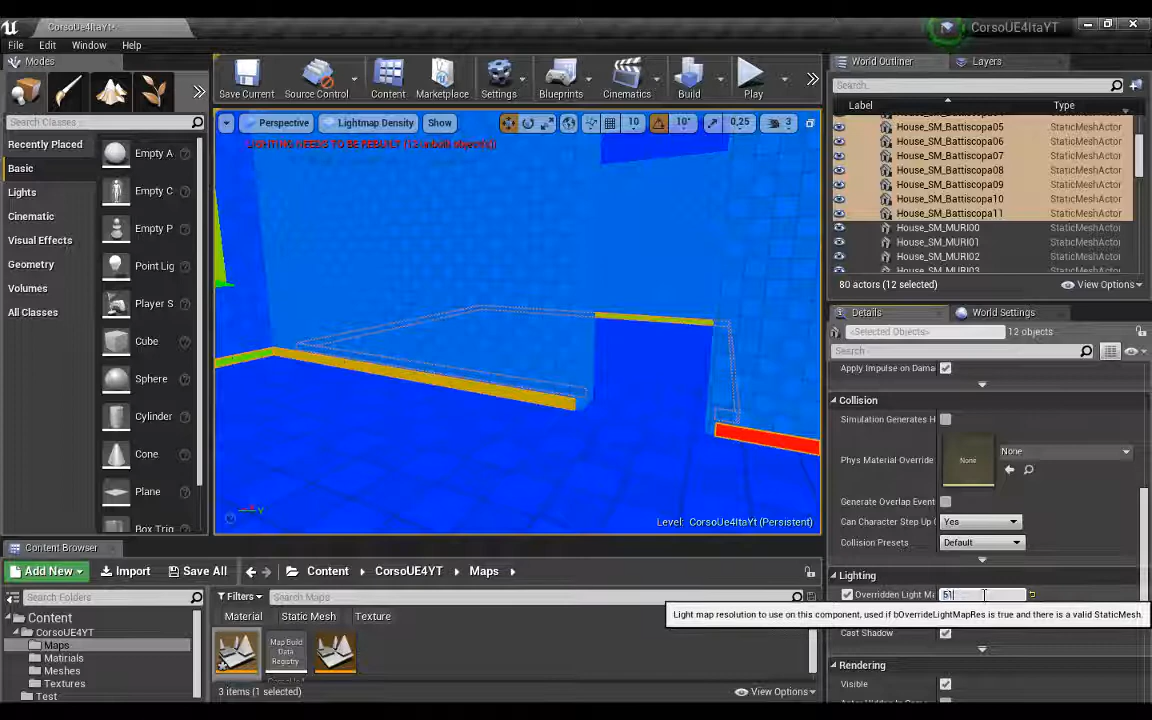 CorsoUE4ItaYT
CorsoUE4ItaYT
File Edit Window Help
Modes
Search Classes
Recently Placed
Basic
Lights
Cinematic
Visual Effects
Geometry
Volumes
All Classes
Empty A
Empty C
Empty P
Point Lig
Player S
Cube
Sphere
Cylinder
Cone
Plane
Box Trig
Save Current Source Control Content Marketplace Settings Blueprints Cinematics Build Play
Perspective Lightmap Density Show 10 10° 0,25 3
LIGHTING NEEDS TO BE REBUILT (12 unbuilt object(s))
Level: CorsoUe4ItaYt (Persistent)
World Outliner Layers
Search...
Label Type
House_SM_Battiscopa05 StaticMeshActor
House_SM_Battiscopa06 StaticMeshActor
House_SM_Battiscopa07 StaticMeshActor
House_SM_Battiscopa08 StaticMeshActor
House_SM_Battiscopa09 StaticMeshActor
House_SM_Battiscopa10 StaticMeshActor
House_SM_Battiscopa11 StaticMeshActor
House_SM_MURI00 StaticMeshActor
House_SM_MURI01 StaticMeshActor
House_SM_MURI02 StaticMeshActor
House_SM_MURI03 StaticMeshActor
80 actors (12 selected) View Options
Details World Settings
<Selected Objects> 12 objects
Search
Apply Impulse on Dama
Collision
Simulation Generates H
Phys Material Override None None
Generate Overlap Event
Can Character Step Up ( Yes
Collision Presets Default
Lighting
Overridden Light Ma 51
Light map resolution to use on this component, used if bOverrideLightMapRes is true and there is a valid StaticMesh.
Cast Shadow
Rendering
Visible
Content Browser
Add New Import Save All Content CorsoUE4YT Maps
Search Folders
Content
CorsoUE4YT
Maps
Matirials
Meshes
Textures
Test
Filters Search Maps
Material Static Mesh Texture
Map Build
Data
Registry
3 items (1 selected) View Options